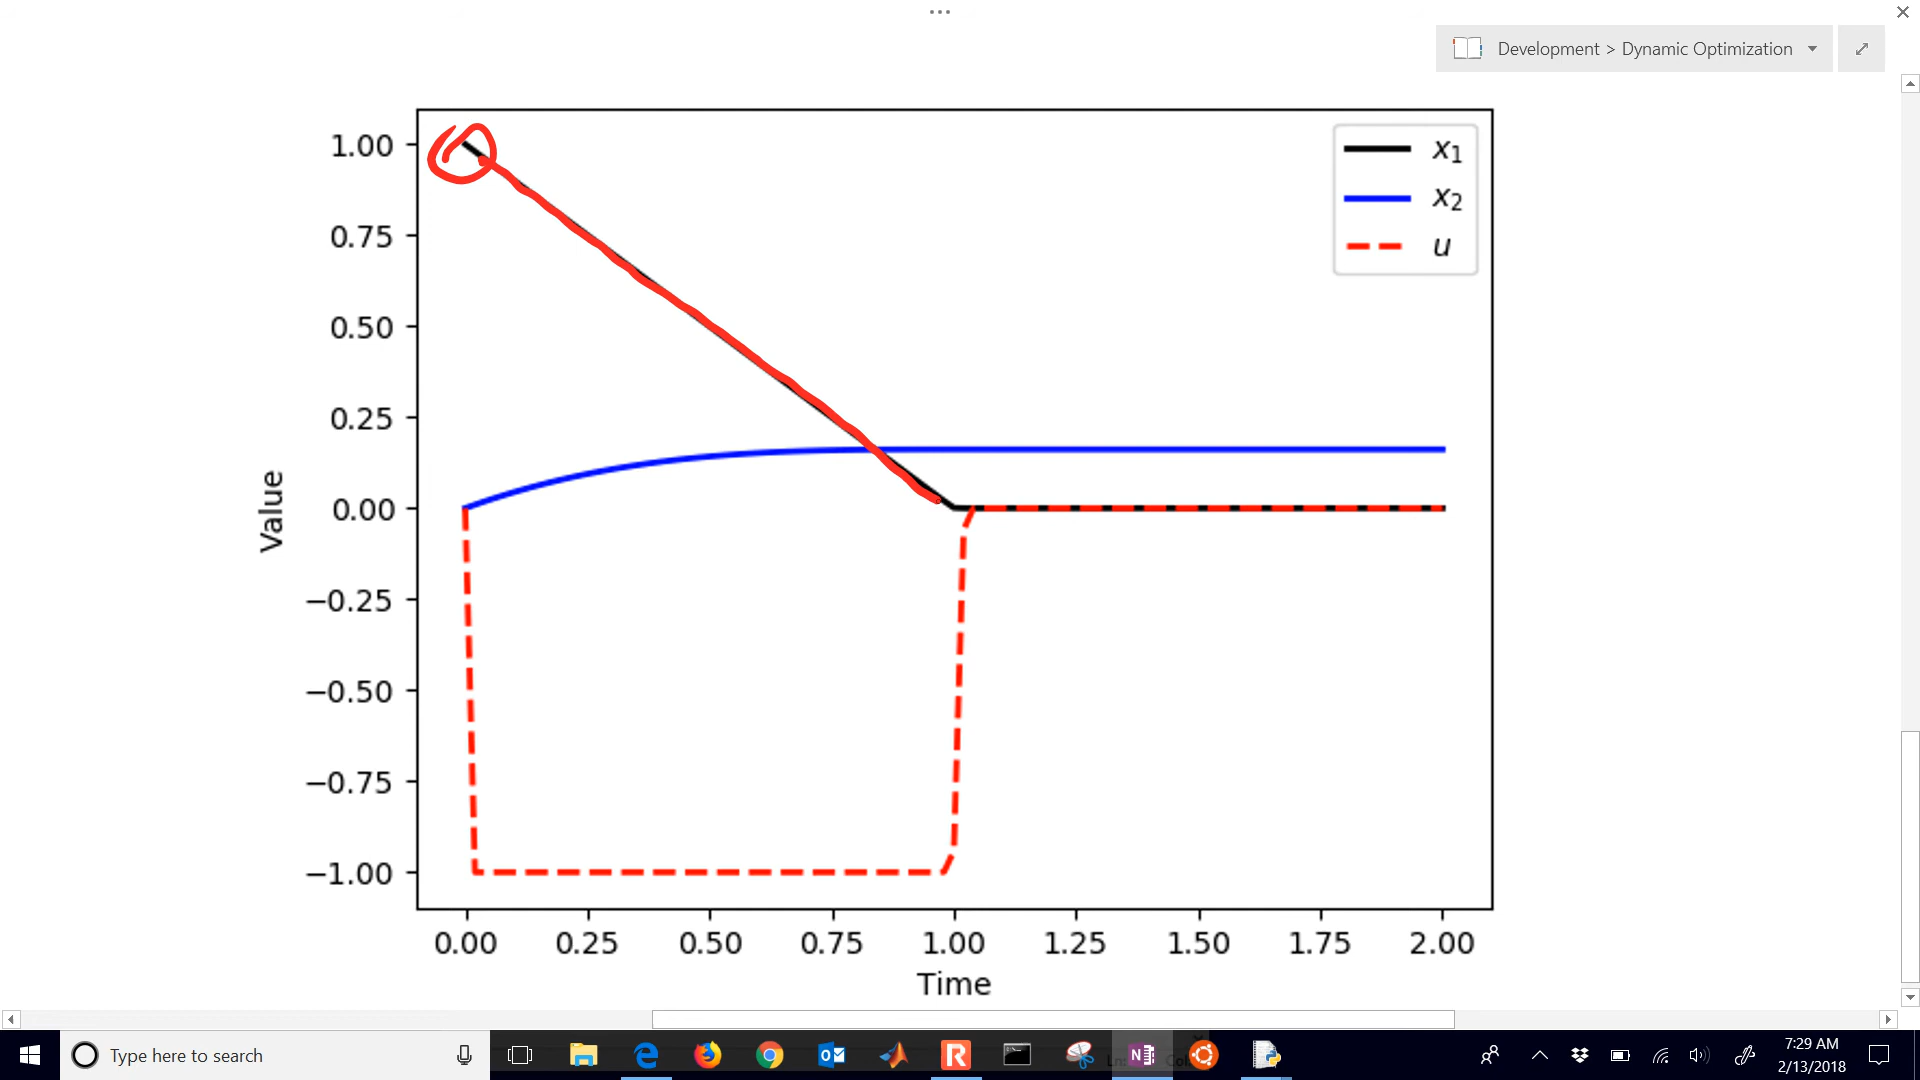 Development > Dynamic Optimization
1.00
0.75
0.50
0.25
0.00
−0.25
−0.50
−0.75
−1.00
Value
x1
x2
u
0.00 0.25 0.50 0.75 1.00 1.25 1.50 1.75 2.00
Time
Type here to search
7:29 AM
2/13/2018